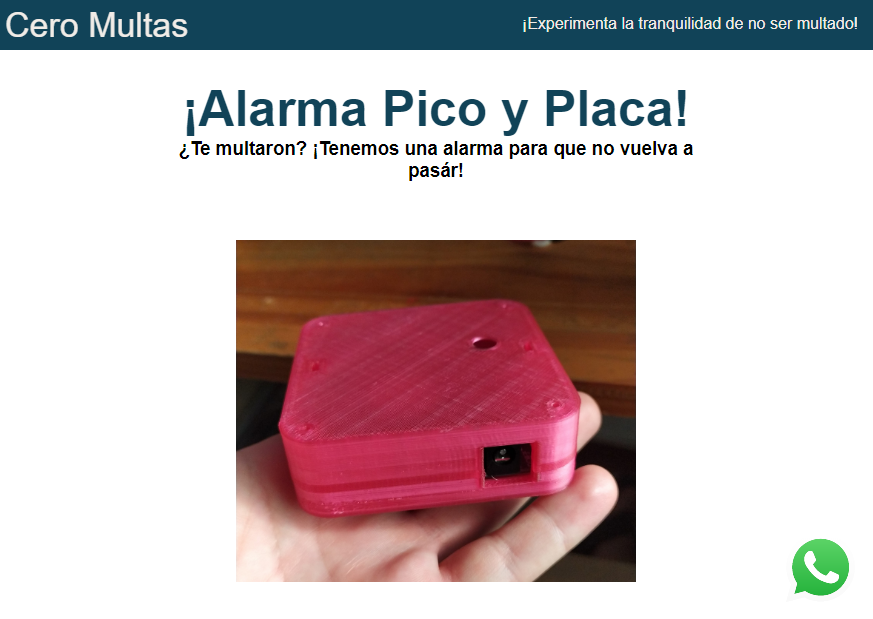 Cero Multas
¡Experimenta la tranquilidad de no ser multado!
¡Alarma Pico y Placa!
¿Te multaron? ¡Tenemos una alarma para que no vuelva a
pasár!